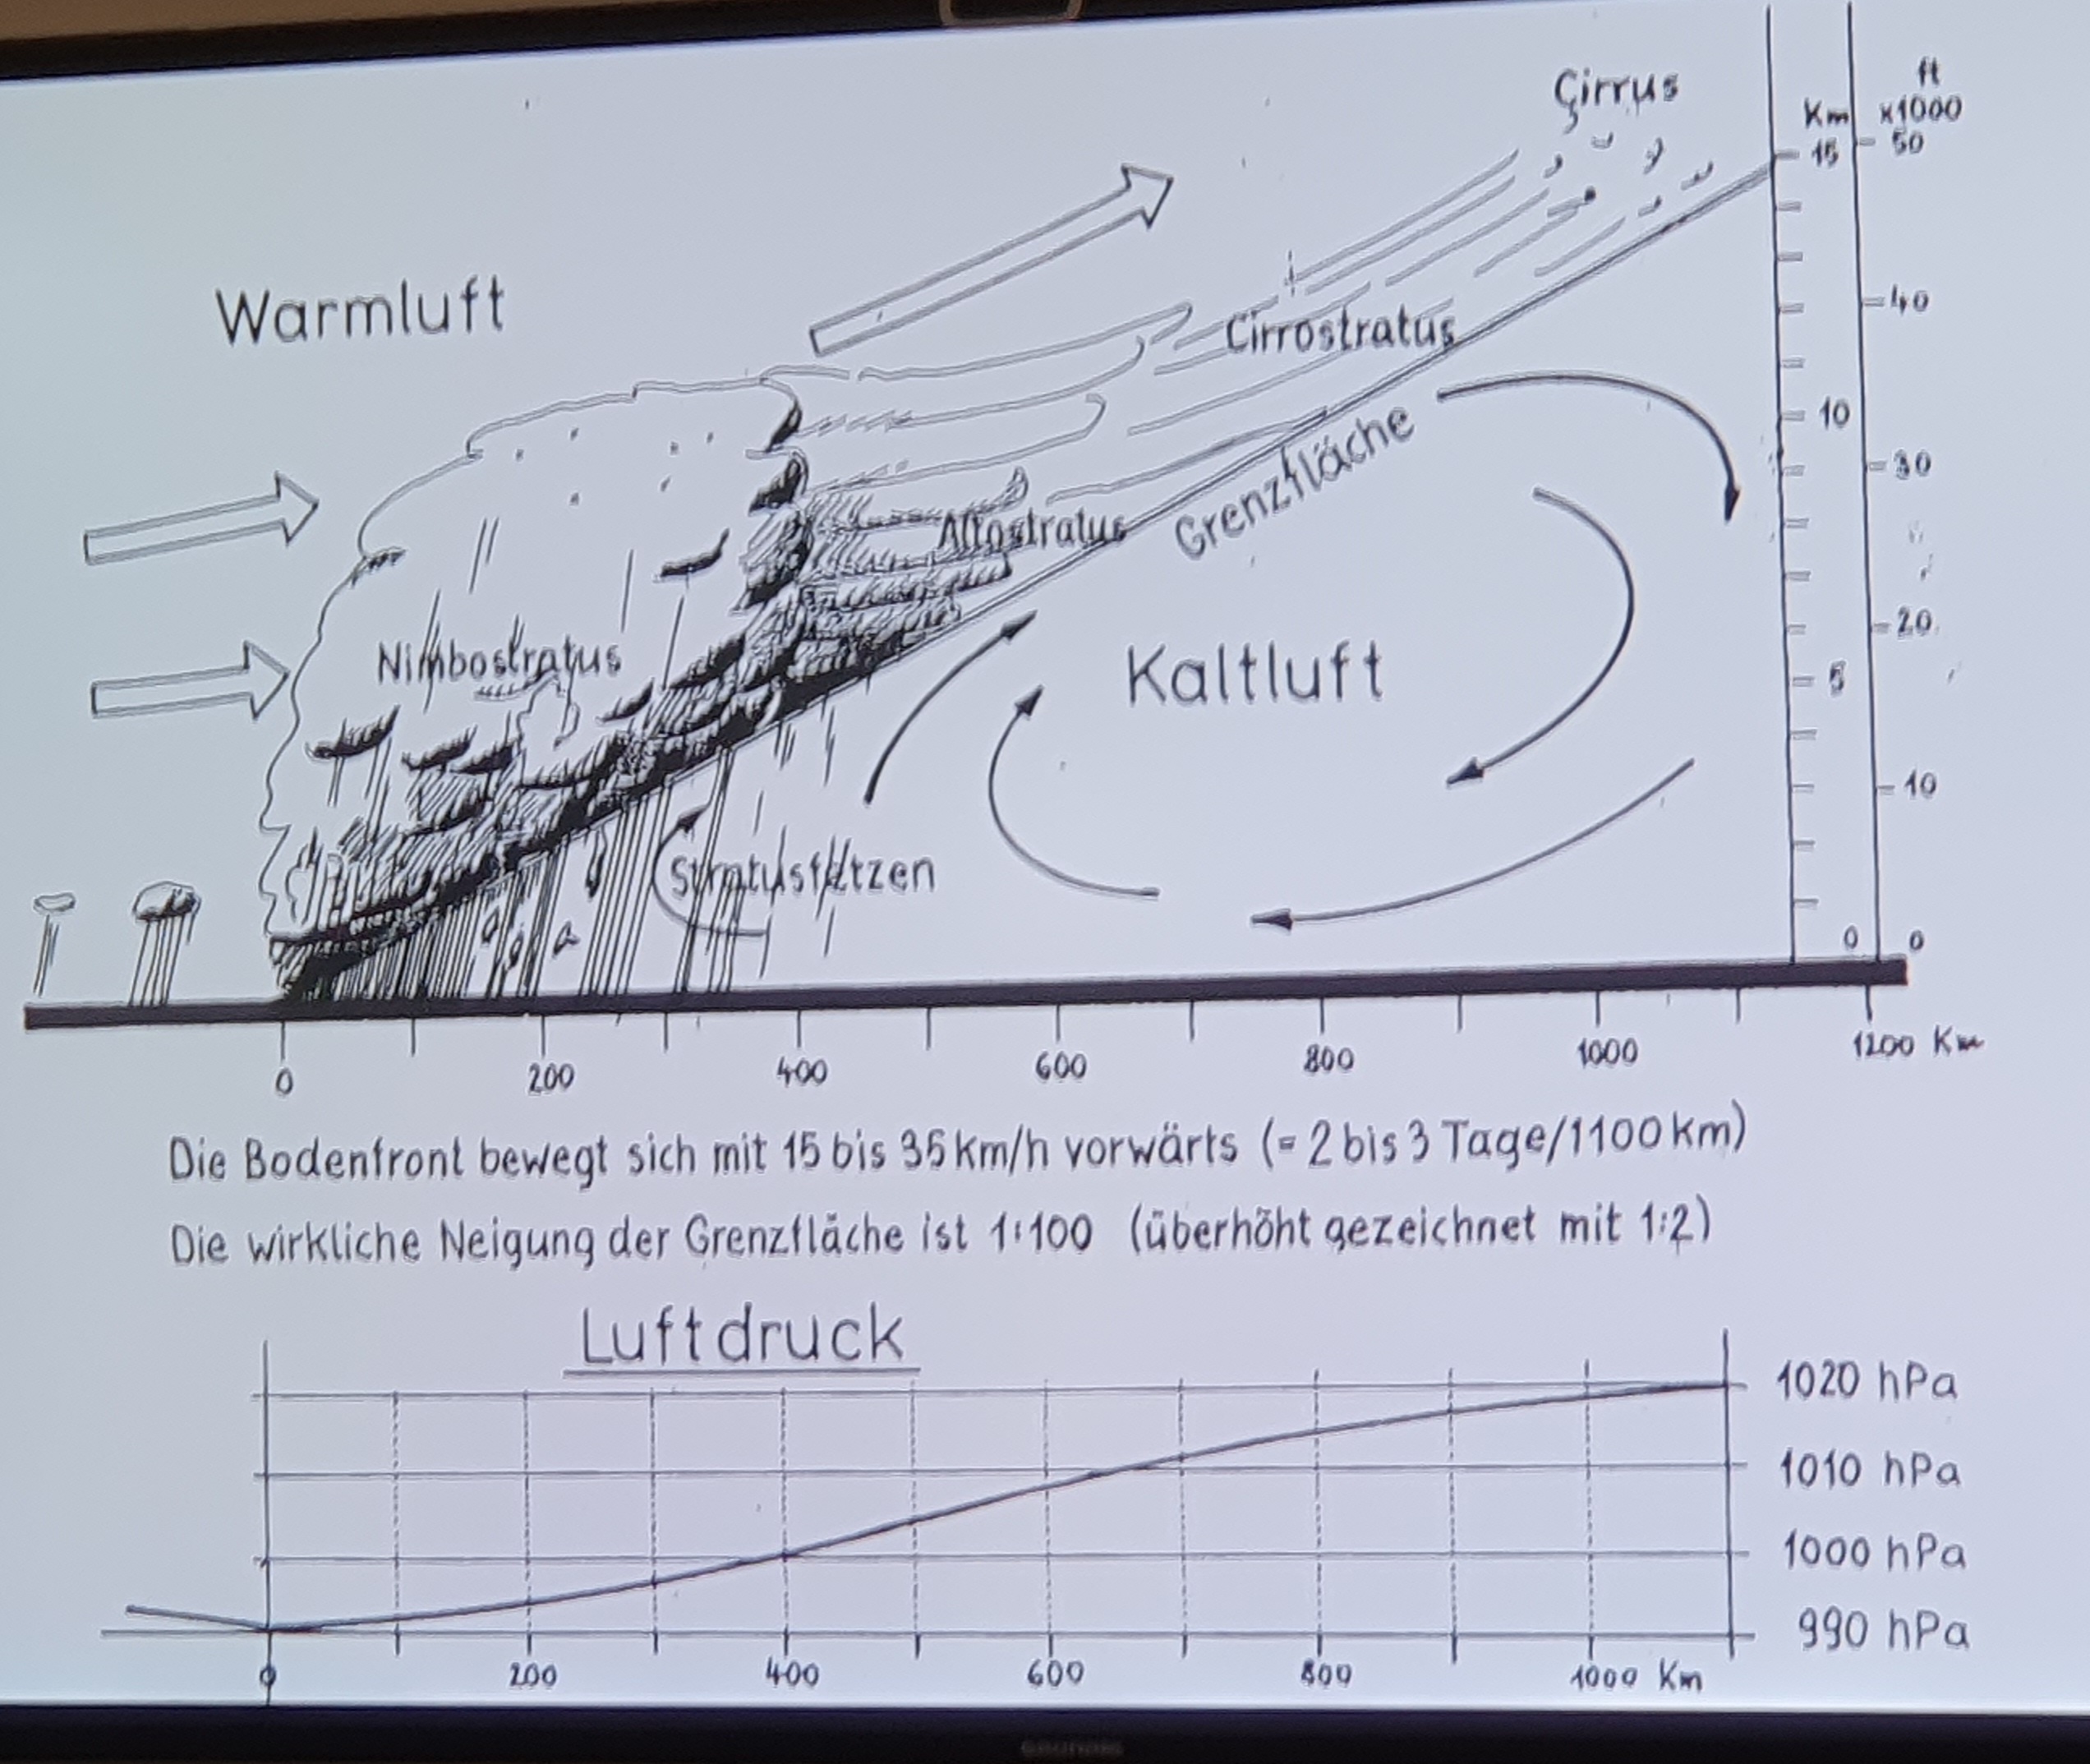 Cirrus
ft
Km x1000
15 50
Warmluft
40
Cirrostratus
10
30
Grenzfläche
Altostratus
20
Nimbostratus
Kaltluft
5
10
Stratusfetzen
0 0
0 200 400 600 800 1000 1200 Km
Die Bodenfront bewegt sich mit 15 bis 35 km/h vorwärts (= 2 bis 3 Tage/1100 km)
Die wirkliche Neigung der Grenzfläche ist 1:100 (überhöht gezeichnet mit 1:2)
Luftdruck
1020 hPa
1010 hPa
1000 hPa
990 hPa
0 200 400 600 800 1000 Km
GRUNDIG